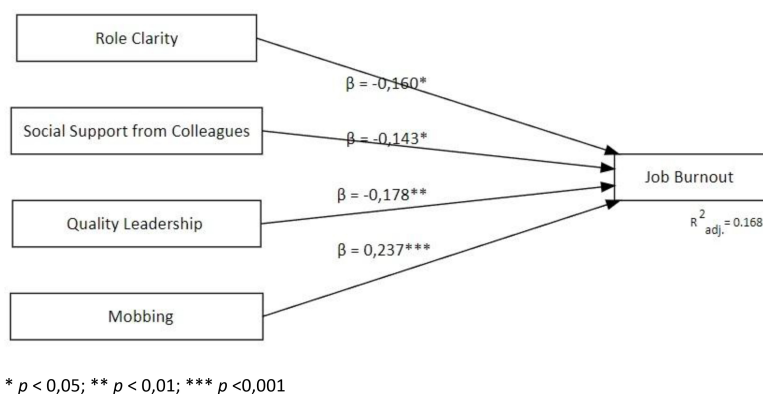 Role Clarity
β = -0,160*
Social Support from Colleagues
β = -0,143*
Job Burnout
β = -0,178**
Quality Leadership
R²adj. = 0.168
β = 0,237***
Mobbing
* p < 0,05; ** p < 0,01; *** p <0,001